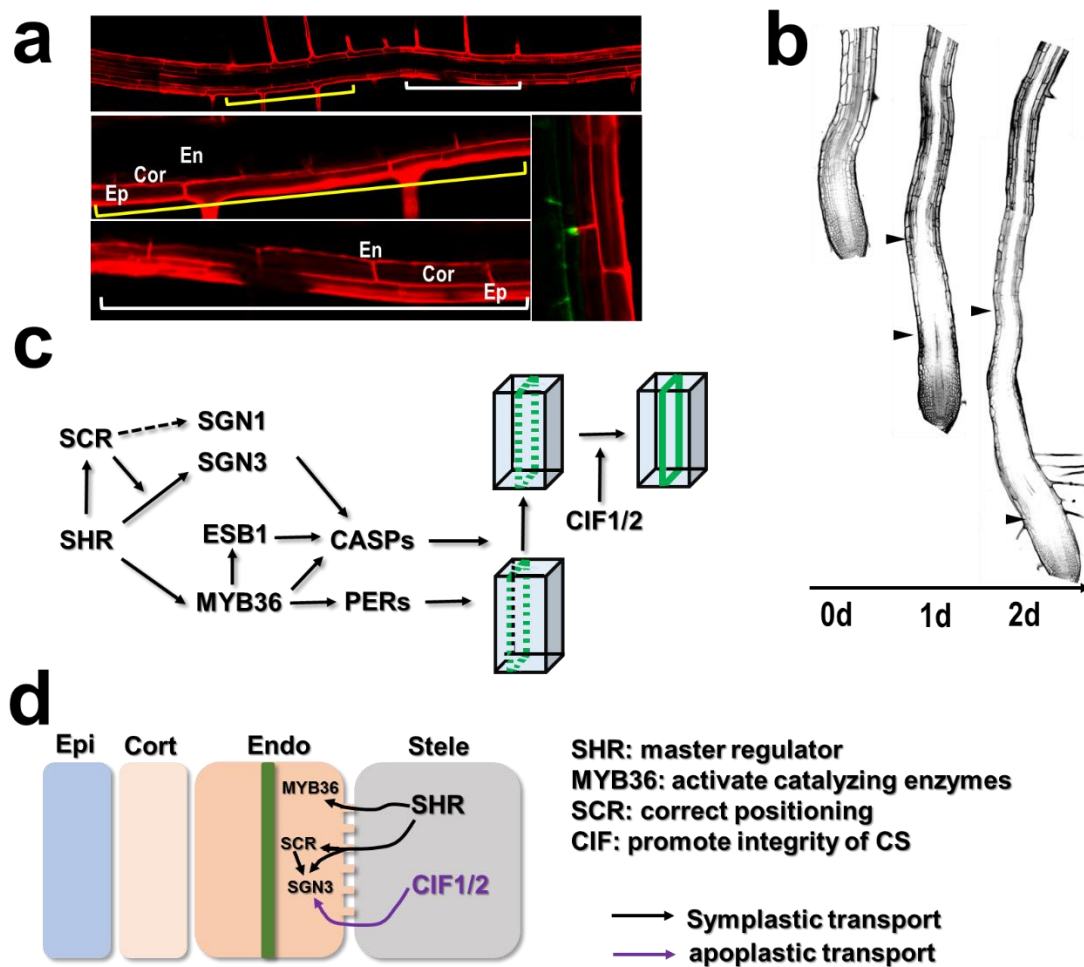 a
b
En
Cor
Ep
En
Cor
Ep
0d
1d
2d
c
SCR
SGN1
SGN3
SHR
ESB1
CASPs
MYB36
PERs
CIF1/2
d
Epi
Cort
Endo
Stele
MYB36
SHR
SCR
SGN3
CIF1/2
SHR: master regulator
MYB36: activate catalyzing enzymes
SCR: correct positioning
CIF: promote integrity of CS
Symplastic transport
apoplastic transport